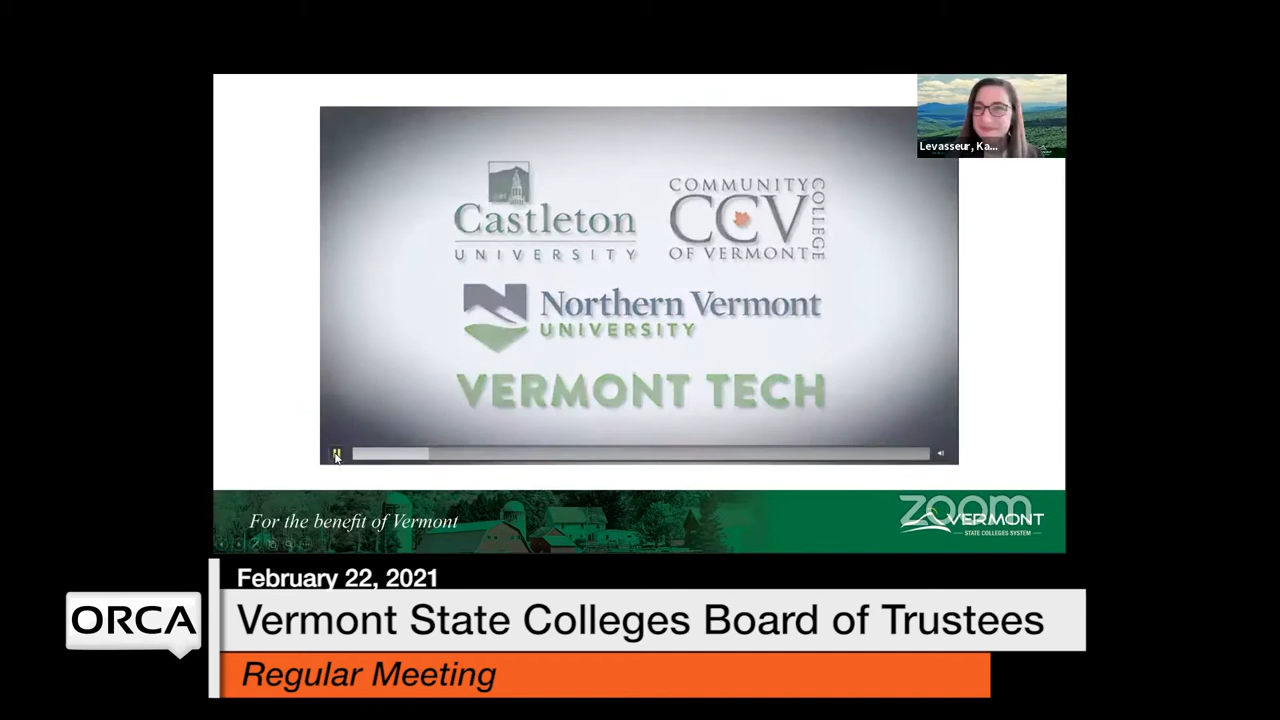 Levasseur, Ka...
Castleton
UNIVERSITY
COMMUNITY
COLLEGE
CCV
OF VERMONT
Northern Vermont
UNIVERSITY
VERMONT TECH
For the benefit of Vermont
zoom
VERMONT
STATE COLLEGES SYSTEM
February 22, 2021
ORCA
Vermont State Colleges Board of Trustees
Regular Meeting